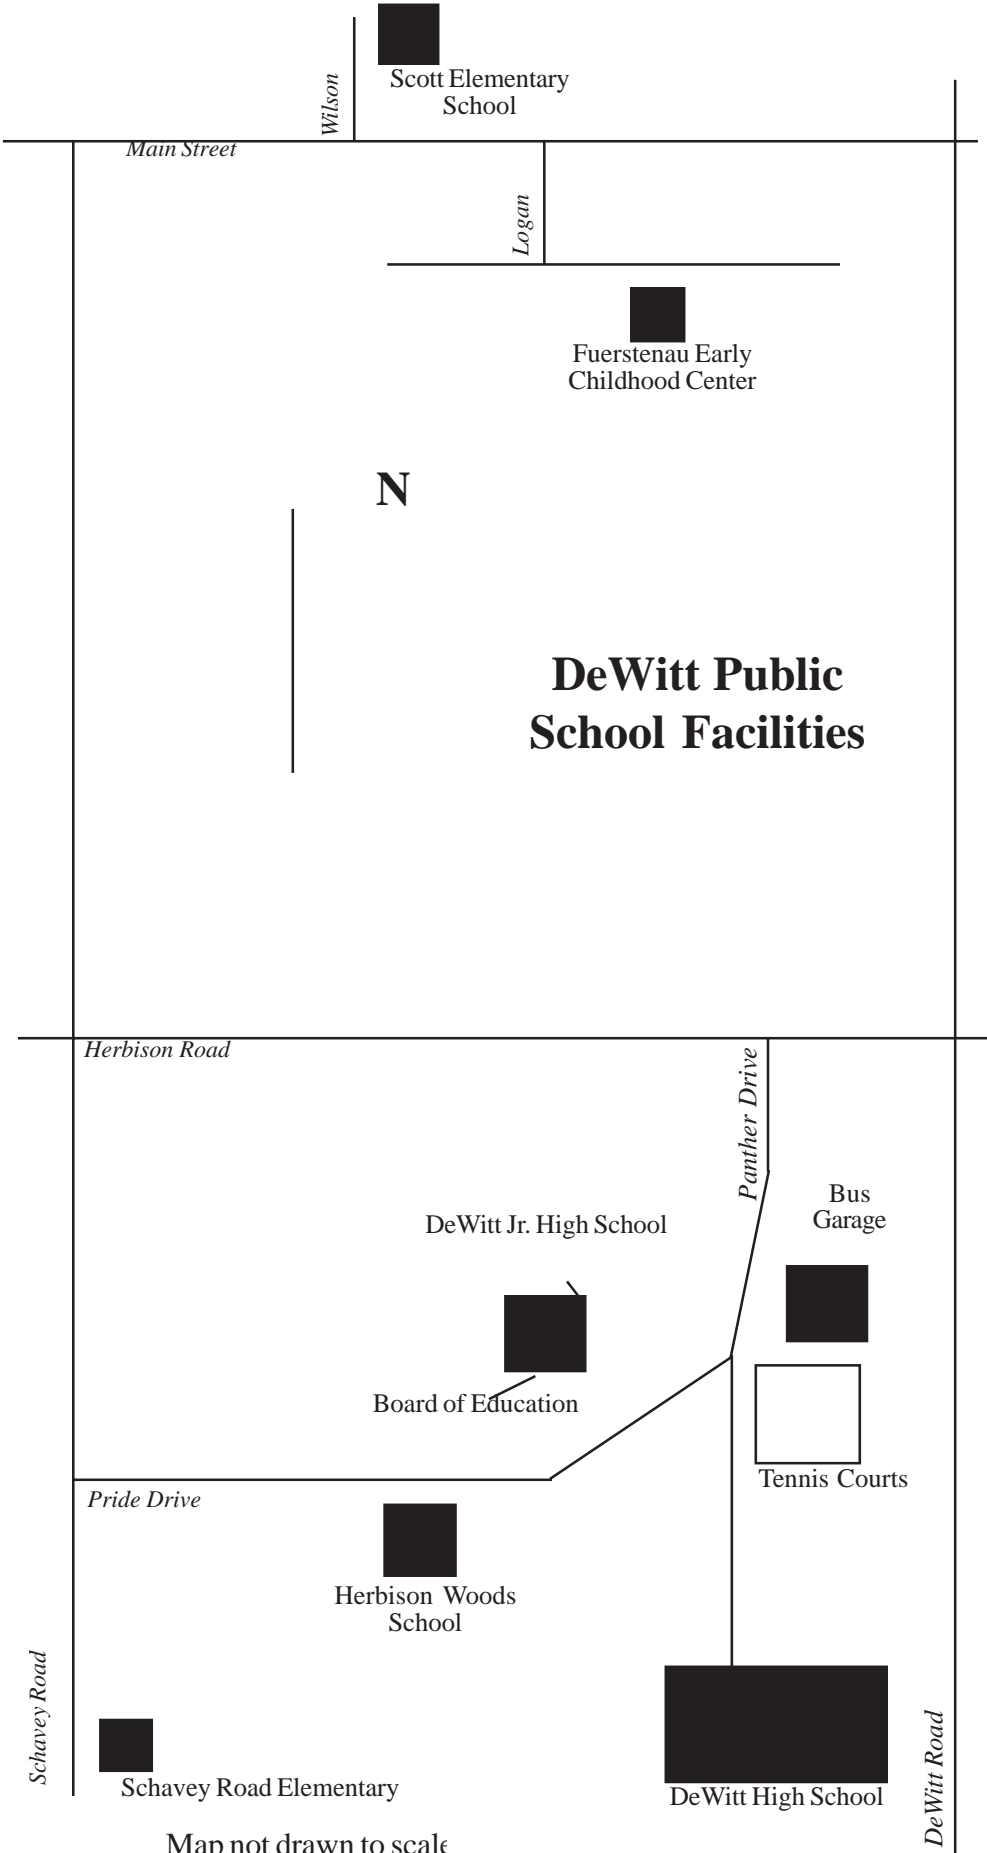 Scott Elementary
School
Wilson
Main Street
Logan
Fuerstenau Early
Childhood Center
N
DeWitt Public
School Facilities
Herbison Road
Panther Drive
Bus
Garage
DeWitt Jr. High School
Board of Education
Tennis Courts
Pride Drive
Herbison Woods
School
Schavey Road
DeWitt Road
Schavey Road Elementary
DeWitt High School
Map not drawn to scale